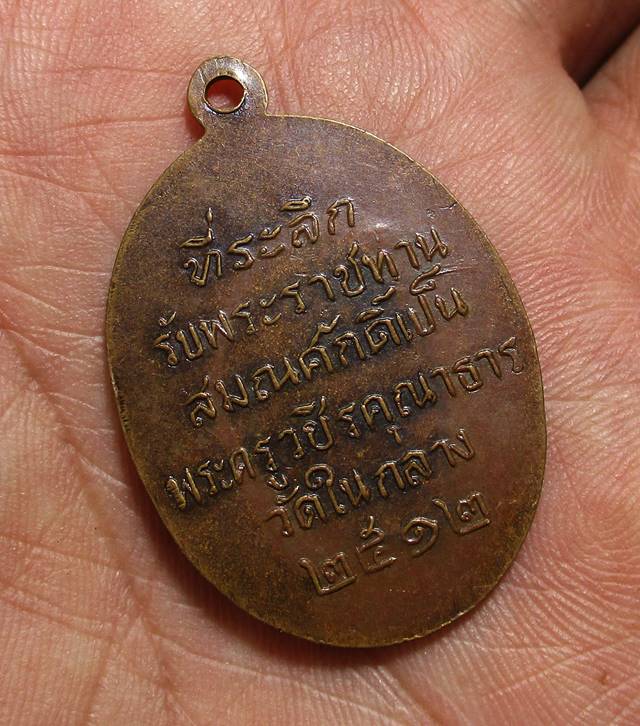 ที่ระลึก
รับพระราชทาน
สมณศักดิ์เป็น
พระครูวชิรคุณาธาร
วัดในกลาง
๒๕๑๒